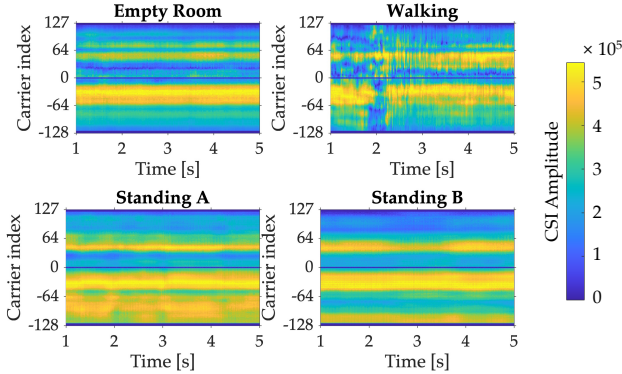 Empty Room
Walking
127
64
0
-64
-128
1 2 3 4 5
Carrier index
Time [s]
127
64
0
-64
-128
1 2 3 4 5
Carrier index
Time [s]
Standing A
Standing B
127
64
0
-64
-128
1 2 3 4 5
Carrier index
Time [s]
127
64
0
-64
-128
1 2 3 4 5
Carrier index
Time [s]
× 10⁵
5
4
3
2
1
0
CSI Amplitude